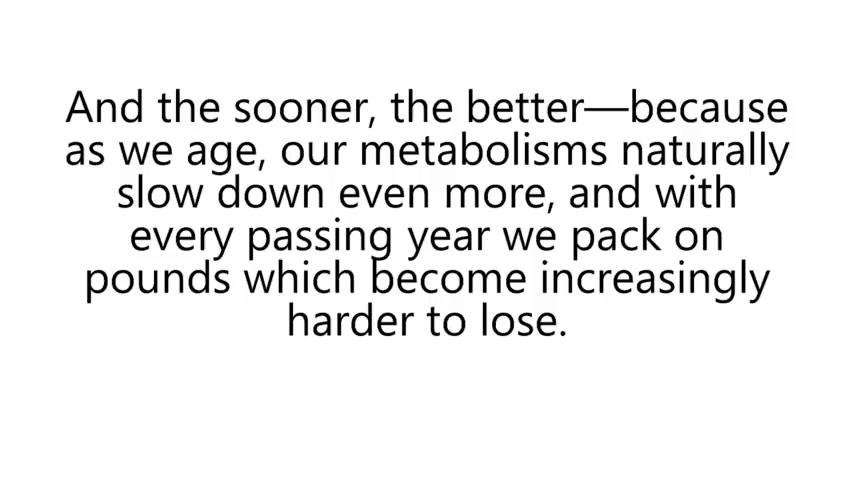 And the sooner, the better—because
as we age, our metabolisms naturally
slow down even more, and with
every passing year we pack on
pounds which become increasingly
harder to lose.